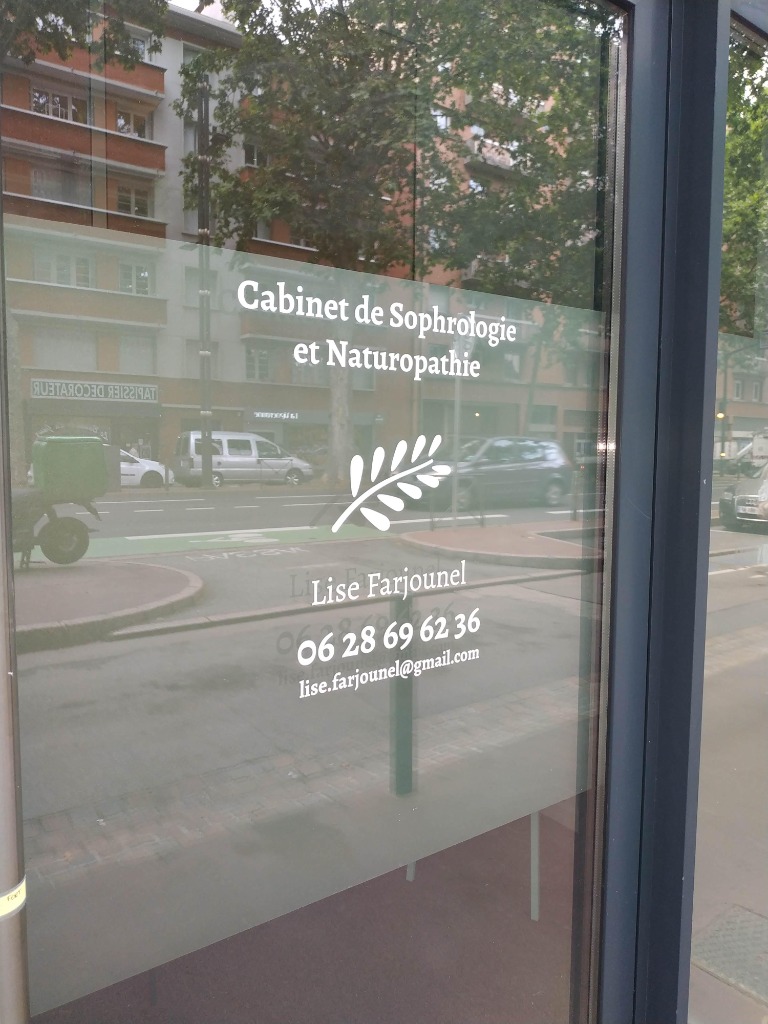 Cabinet de Sophrologie
et Naturopathie
TAPISSIER DECORATEUR
Lise Farjounel
06 28 69 62 36
lise.farjounel@gmail.com